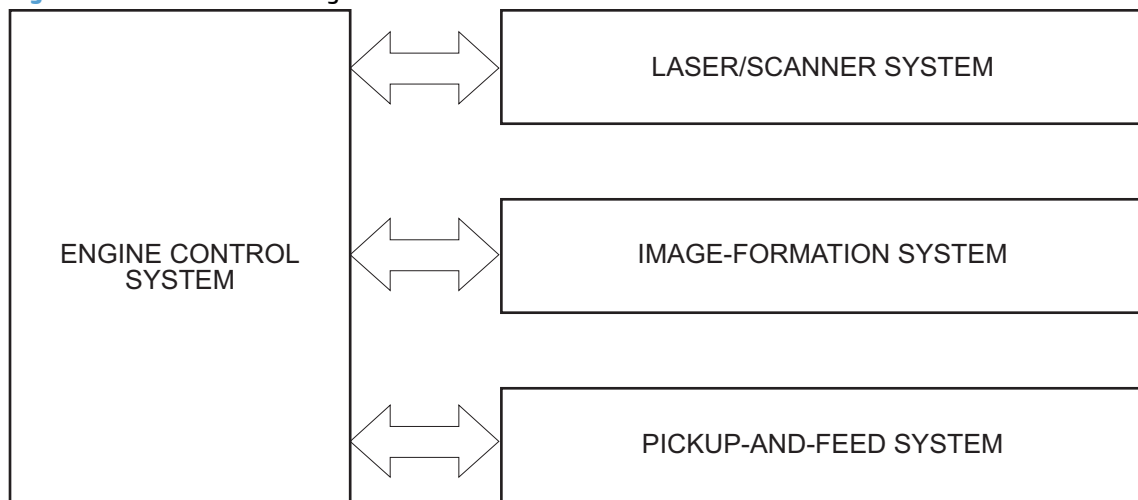 ENGINE CONTROL
SYSTEM
LASER/SCANNER SYSTEM
IMAGE-FORMATION SYSTEM
PICKUP-AND-FEED SYSTEM